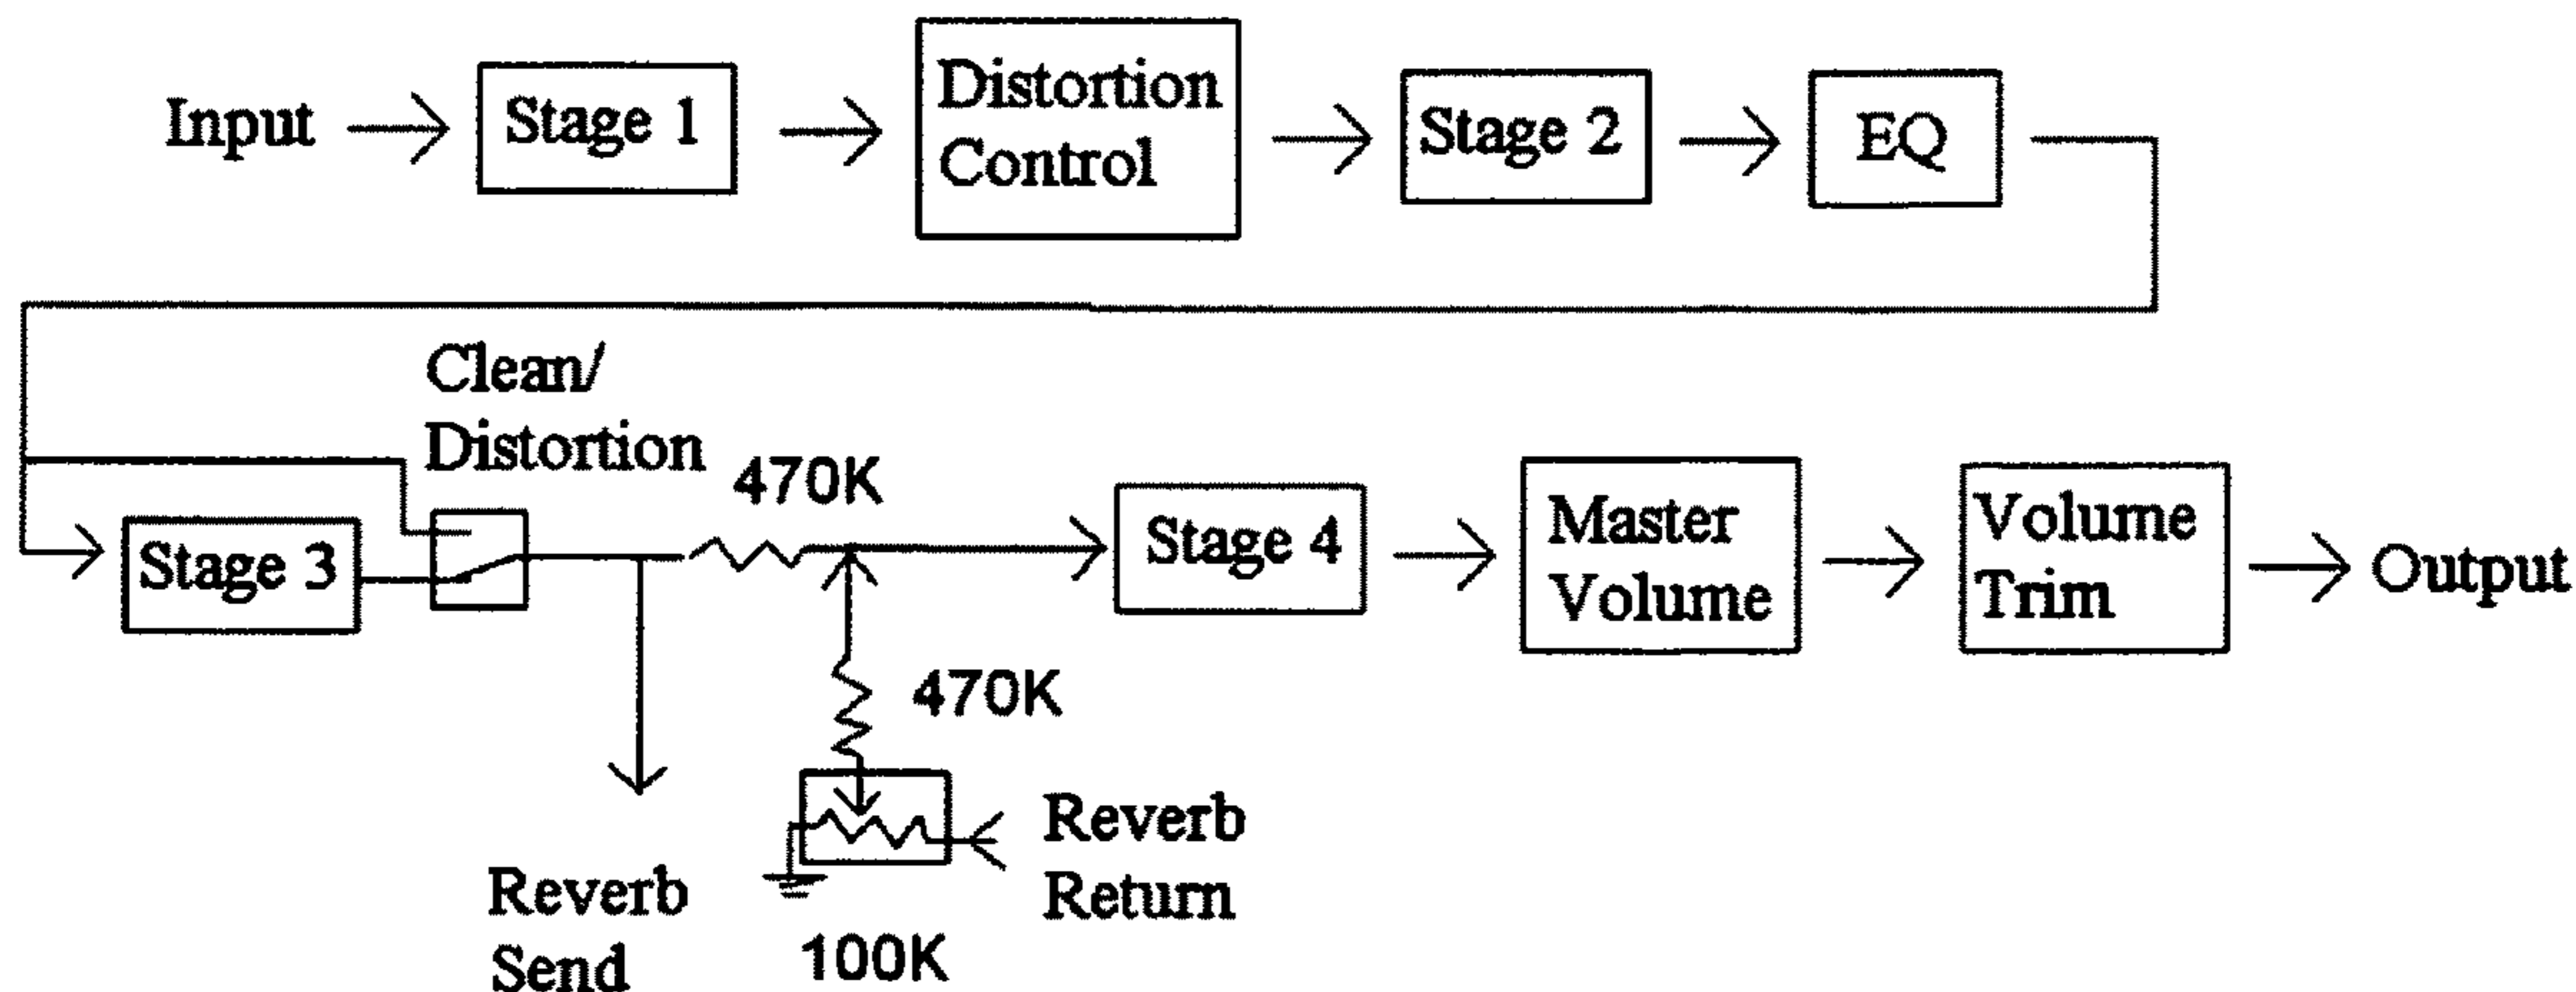 Input
Stage 1
Distortion
Control
Stage 2
EQ
Clean/
Distortion
470K
Stage 3
Stage 4
Master
Volume
Volume
Trim
Output
470K
Reverb
Return
Reverb
Send
100K